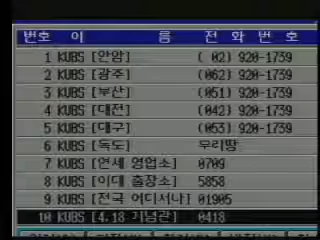 번호 이 름 전 화 번 호
1 KUBS [안암] ( 02) 920-1739
2 KUBS [광주] (062) 920-1739
3 KUBS [부산] (051) 920-1739
4 KUBS [대전] (042) 920-1739
5 KUBS [대구] (053) 920-1739
6 KUBS [독도] 우리땅
7 KUBS [연세 영업소] 0709
8 KUBS [이대 출장소] 5858
9 KUBS [전국 어디서나] 01905
10 KUBS [4.18 기념관] 0418